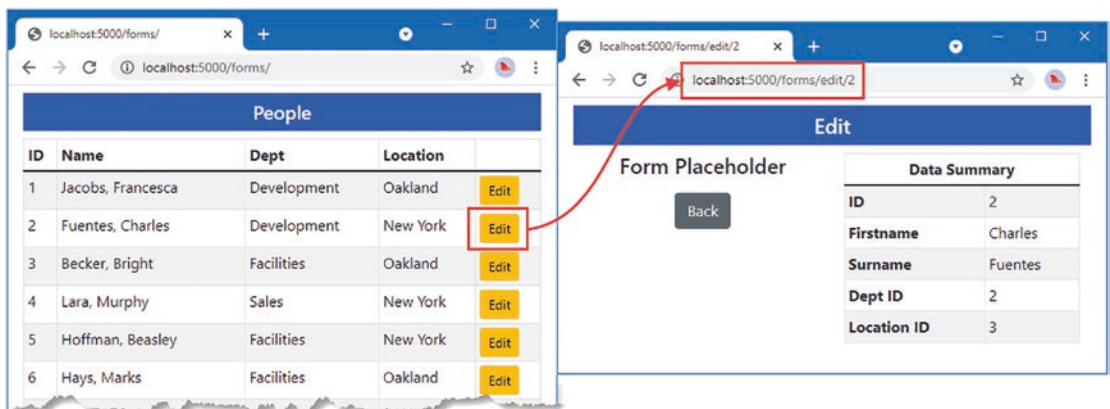 localhost:5000/forms/
localhost:5000/forms/
People
ID Name Dept Location
1 Jacobs, Francesca Development Oakland Edit
2 Fuentes, Charles Development New York Edit
3 Becker, Bright Facilities Oakland Edit
4 Lara, Murphy Sales New York Edit
5 Hoffman, Beasley Facilities New York Edit
6 Hays, Marks Facilities Oakland Edit
localhost:5000/forms/edit/2
localhost:5000/forms/edit/2
Edit
Form Placeholder
Back
Data Summary
ID 2
Firstname Charles
Surname Fuentes
Dept ID 2
Location ID 3